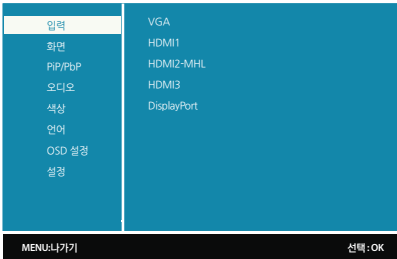 입력
화면
PiP/PbP
오디오
색상
언어
OSD 설정
설정
VGA
HDMI1
HDMI2-MHL
HDMI3
DisplayPort
MENU:나가기
선택 : OK